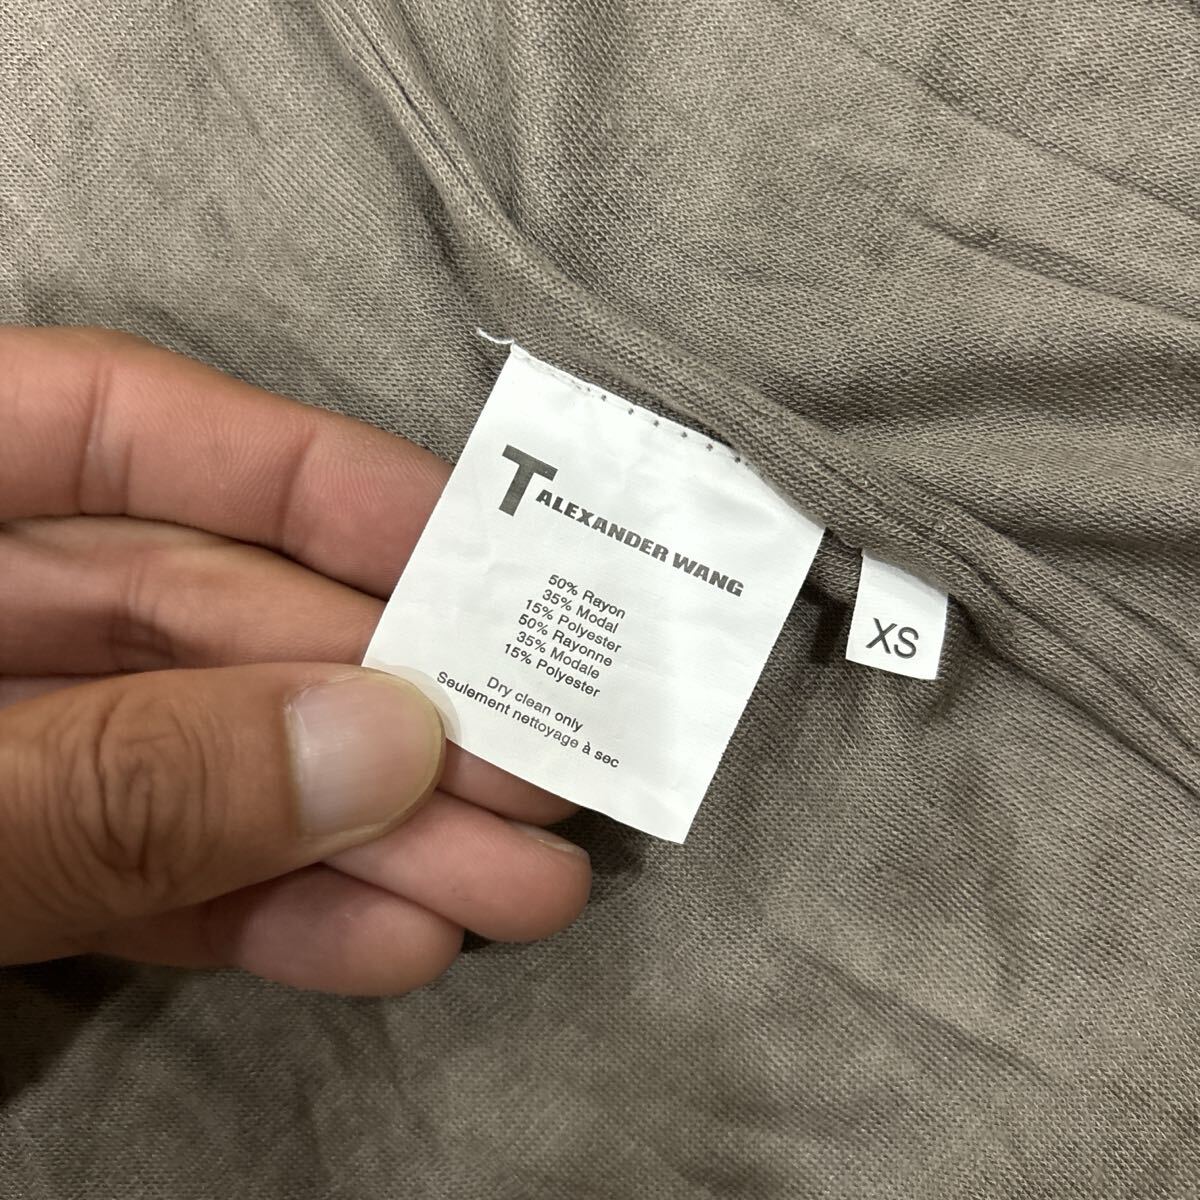 T ALEXANDER WANG
50% Rayon
35% Modal
15% Polyester
50% Rayonne
35% Modale
15% Polyester
Dry clean only
Seulement nettoyage à sec
XS